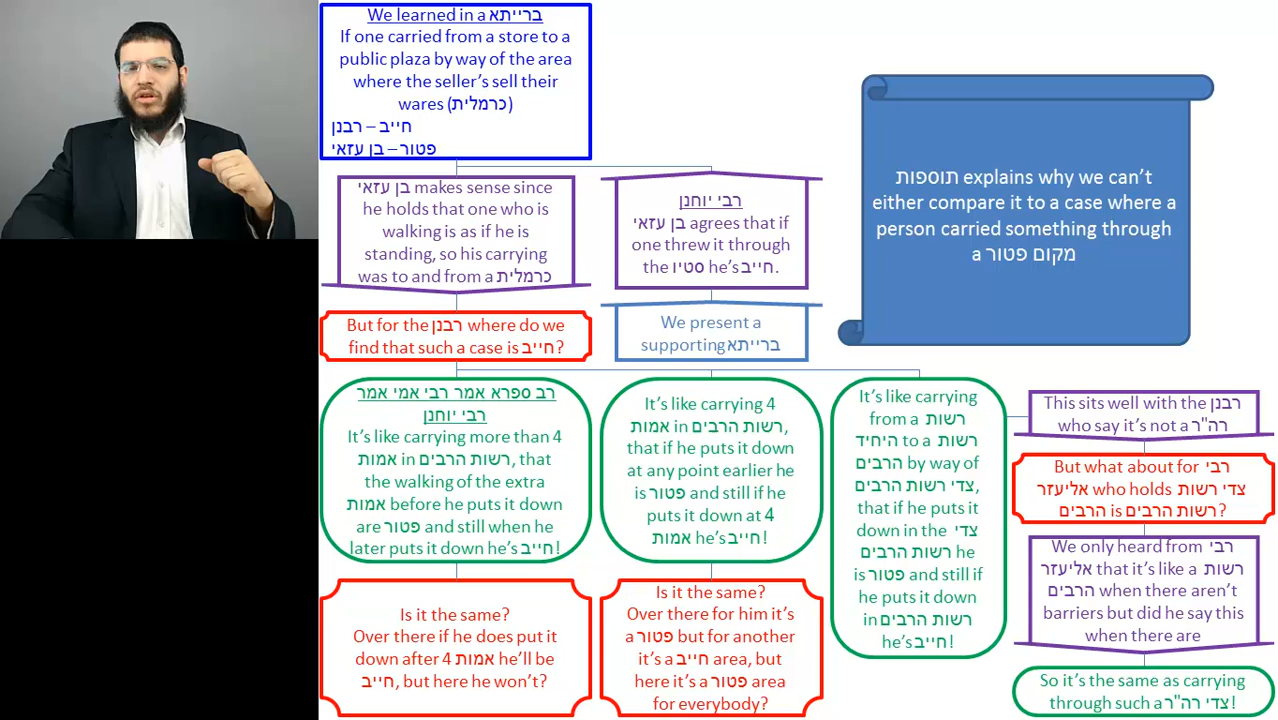 We learned in a ברייתא
If one carried from a store to a
public plaza by way of the area
where the seller's sell their
wares (כרמלית)
חייב – רבנן
פטור – בן עזאי
בן עזאי makes sense since
he holds that one who is
walking is as if he is
standing, so his carrying
was to and from a כרמלית
רבי יוחנן
בן עזאי agrees that if
one threw it through
the סטיו he's חייב.
תוספות explains why we can't
either compare it to a case where a
person carried something through
a מקום פטור
But for the רבנן where do we
find that such a case is חייב?
We present a
supporting ברייתא
רב ספרא אמר רבי אמי אמר
רבי יוחנן
It's like carrying more than 4
אמות in רשות הרבים, that
the walking of the extra
אמות before he puts it down
are פטור and still when he
later puts it down he's חייב!
It's like carrying 4
אמות in רשות הרבים,
that if he puts it down
at any point earlier he
is פטור and still if he
puts it down at 4
אמות he's חייב!
It's like carrying
from a רשות
היחיד to a רשות
הרבים by way of
צדי רשות הרבים,
that if he puts it
down in the צדי
רשות הרבים he
is פטור and still if
he puts it down
in רשות הרבים
he's חייב!
This sits well with the רבנן
who say it's not a רה"ר
But what about for רבי
אליעזר who holds צדי רשות
הרבים is רשות הרבים?
We only heard from רבי
אליעזר that it's like a רשות
הרבים when there aren't
barriers but did he say this
when there are
So it's the same as carrying
through such a צדי רה"ר!
Is it the same?
Over there if he does put it
down after 4 אמות he'll be
חייב, but here he won't?
Is it the same?
Over there for him it's
a פטור but for another
it's a חייב area, but
here it's a פטור area
for everybody?